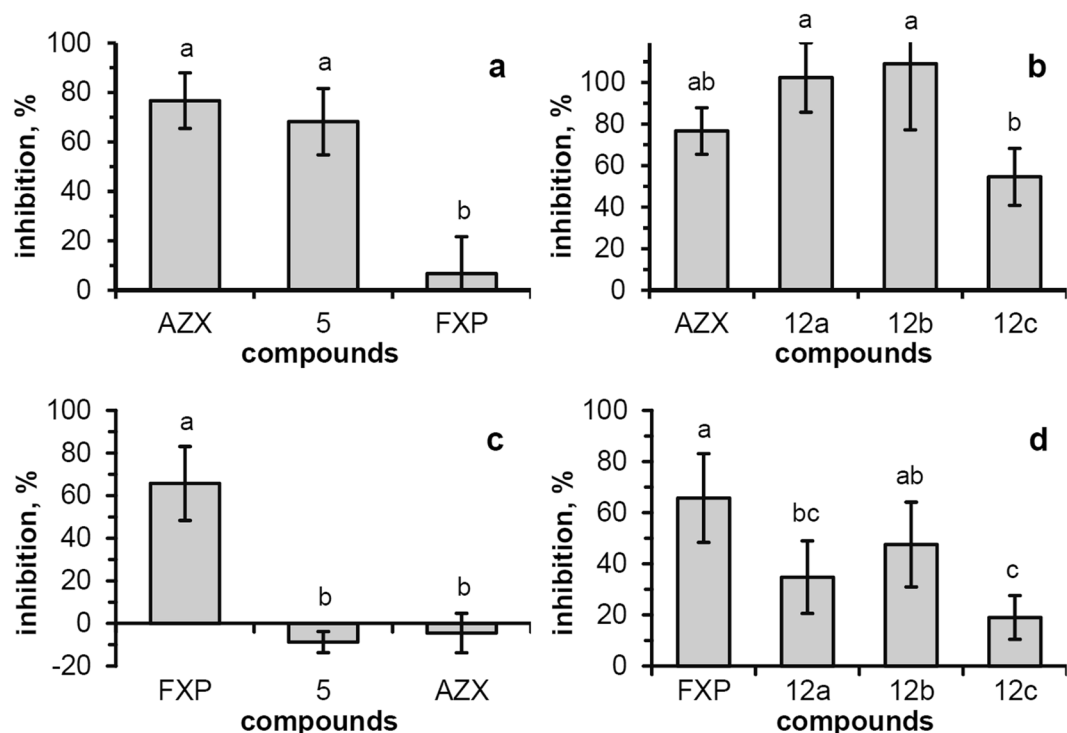 a
inhibition, %
100
80
60
40
20
0
a
a
b
AZX
5
FXP
compounds
b
inhibition, %
100
80
60
40
20
0
ab
a
a
b
AZX
12a
12b
12c
compounds
c
inhibition, %
100
80
60
40
20
0
-20
a
b
b
FXP
5
AZX
compounds
d
inhibition, %
100
80
60
40
20
0
a
bc
ab
c
FXP
12a
12b
12c
compounds